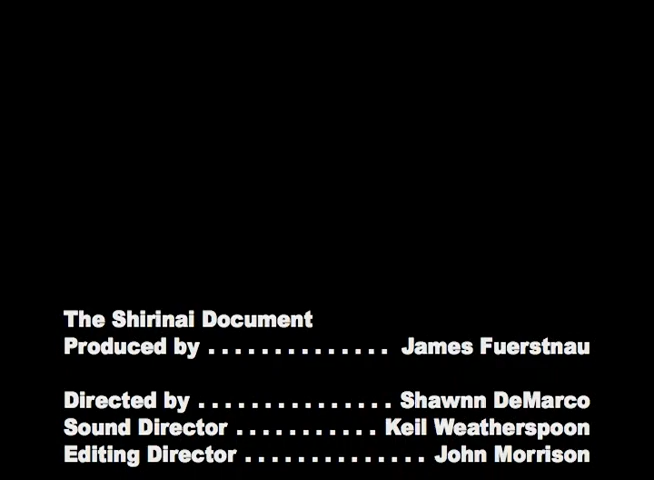 The Shirinai Document
Produced by . . . . . . . . . . . . . . James Fuerstnau
Directed by . . . . . . . . . . . . . . . Shawnn DeMarco
Sound Director . . . . . . . . . . . Keil Weatherspoon
Editing Director . . . . . . . . . . . . . . John Morrison